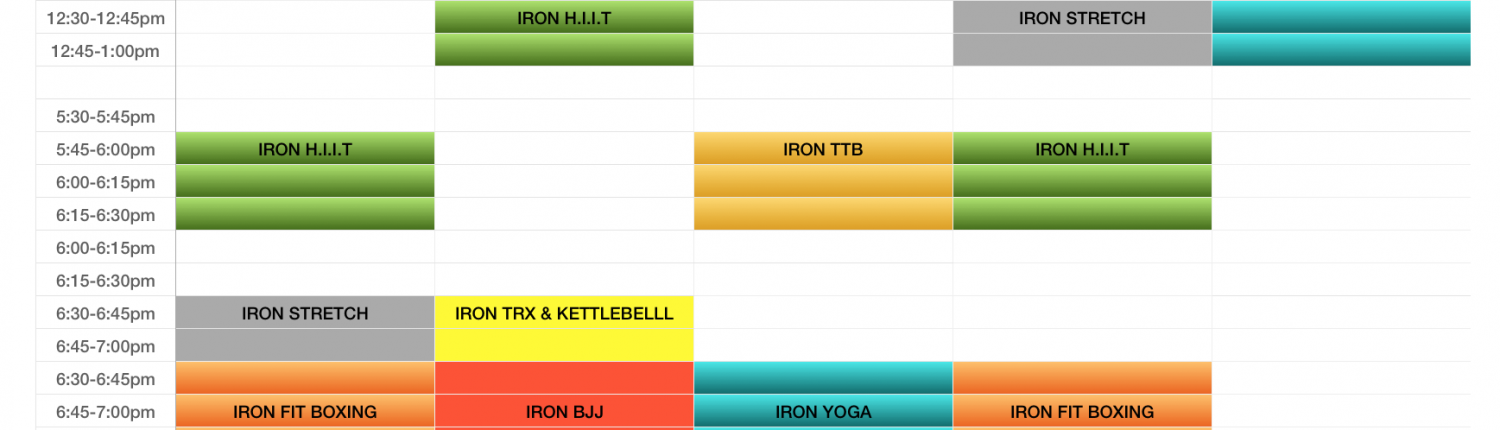 12:30-12:45pm IRON H.I.I.T IRON STRETCH
12:45-1:00pm
5:30-5:45pm
5:45-6:00pm IRON H.I.I.T IRON TTB IRON H.I.I.T
6:00-6:15pm
6:15-6:30pm
6:00-6:15pm
6:15-6:30pm
6:30-6:45pm IRON STRETCH IRON TRX & KETTLEBELLL
6:45-7:00pm
6:30-6:45pm
6:45-7:00pm IRON FIT BOXING IRON BJJ IRON YOGA IRON FIT BOXING